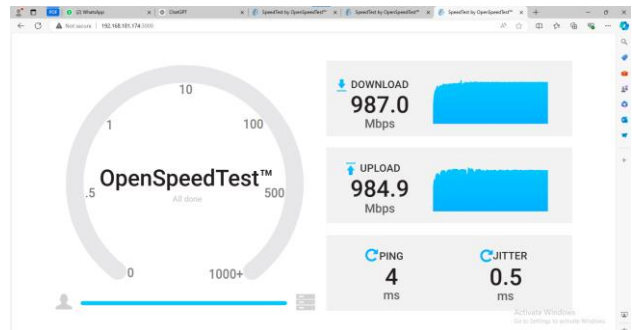 (2) WhatsApp
ChatGPT
SpeedTest by OpenSpeedTest™
SpeedTest by OpenSpeedTest™
SpeedTest by OpenSpeedTest™
Not secure | 192.168.101.174:3000
10
1
100
OpenSpeedTest™
All done
.5
500
0
1000+
DOWNLOAD
987.0
Mbps
UPLOAD
984.9
Mbps
PING
4
ms
JITTER
0.5
ms
Activate Windows
Go to Settings to activate Windows.